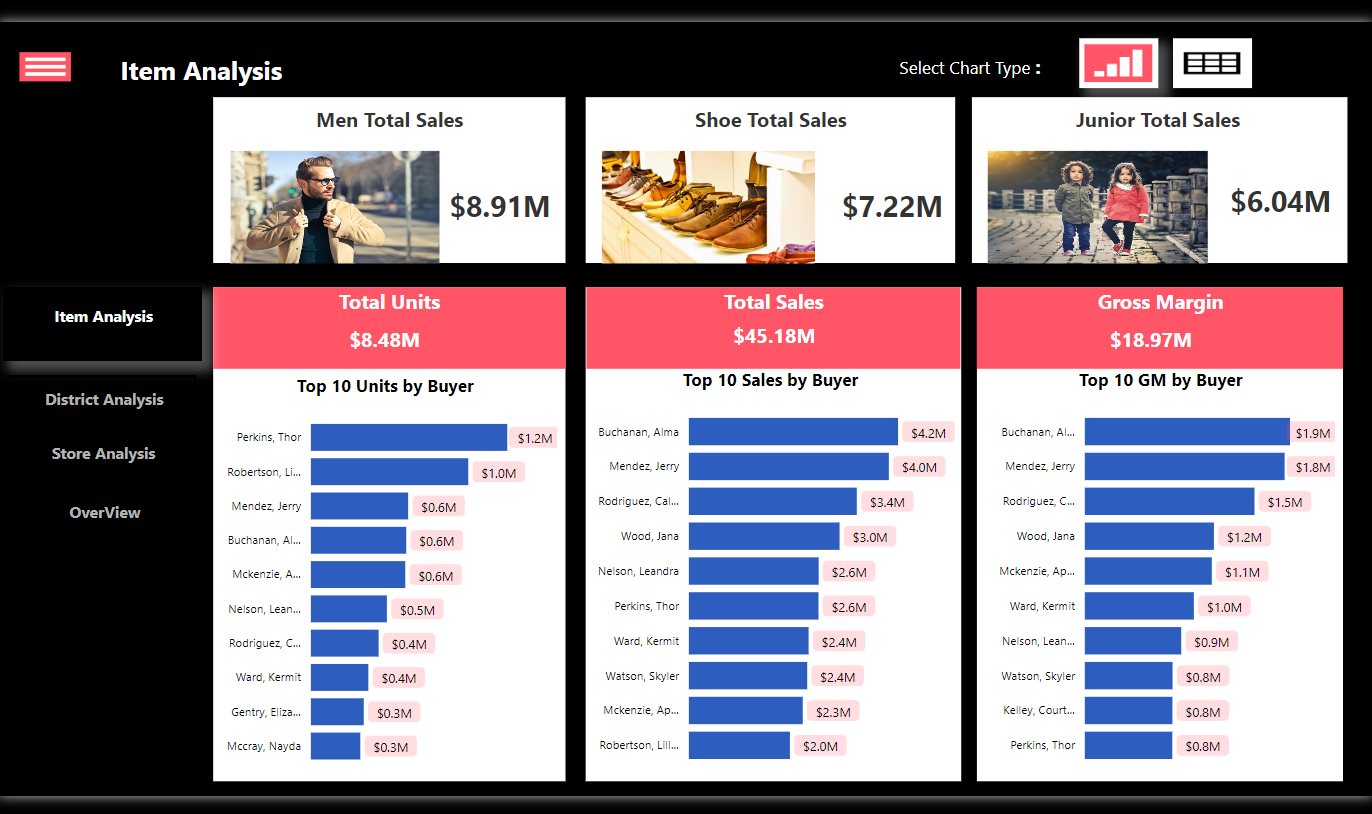 Item Analysis
Select Chart Type :
Men Total Sales
$8.91M
Shoe Total Sales
$7.22M
Junior Total Sales
$6.04M
Item Analysis
District Analysis
Store Analysis
OverView
Total Units
$8.48M
Top 10 Units by Buyer
Perkins, Thor $1.2M
Robertson, Li... $1.0M
Mendez, Jerry $0.6M
Buchanan, Al... $0.6M
Mckenzie, A... $0.6M
Nelson, Lean... $0.5M
Rodriguez, C... $0.4M
Ward, Kermit $0.4M
Gentry, Eliza... $0.3M
Mccray, Nayda $0.3M
Total Sales
$45.18M
Top 10 Sales by Buyer
Buchanan, Alma $4.2M
Mendez, Jerry $4.0M
Rodriguez, Cal... $3.4M
Wood, Jana $3.0M
Nelson, Leandra $2.6M
Perkins, Thor $2.6M
Ward, Kermit $2.4M
Watson, Skyler $2.4M
Mckenzie, Ap... $2.3M
Robertson, Lill... $2.0M
Gross Margin
$18.97M
Top 10 GM by Buyer
Buchanan, Al... $1.9M
Mendez, Jerry $1.8M
Rodriguez, C... $1.5M
Wood, Jana $1.2M
Mckenzie, Ap... $1.1M
Ward, Kermit $1.0M
Nelson, Lean... $0.9M
Watson, Skyler $0.8M
Kelley, Court... $0.8M
Perkins, Thor $0.8M